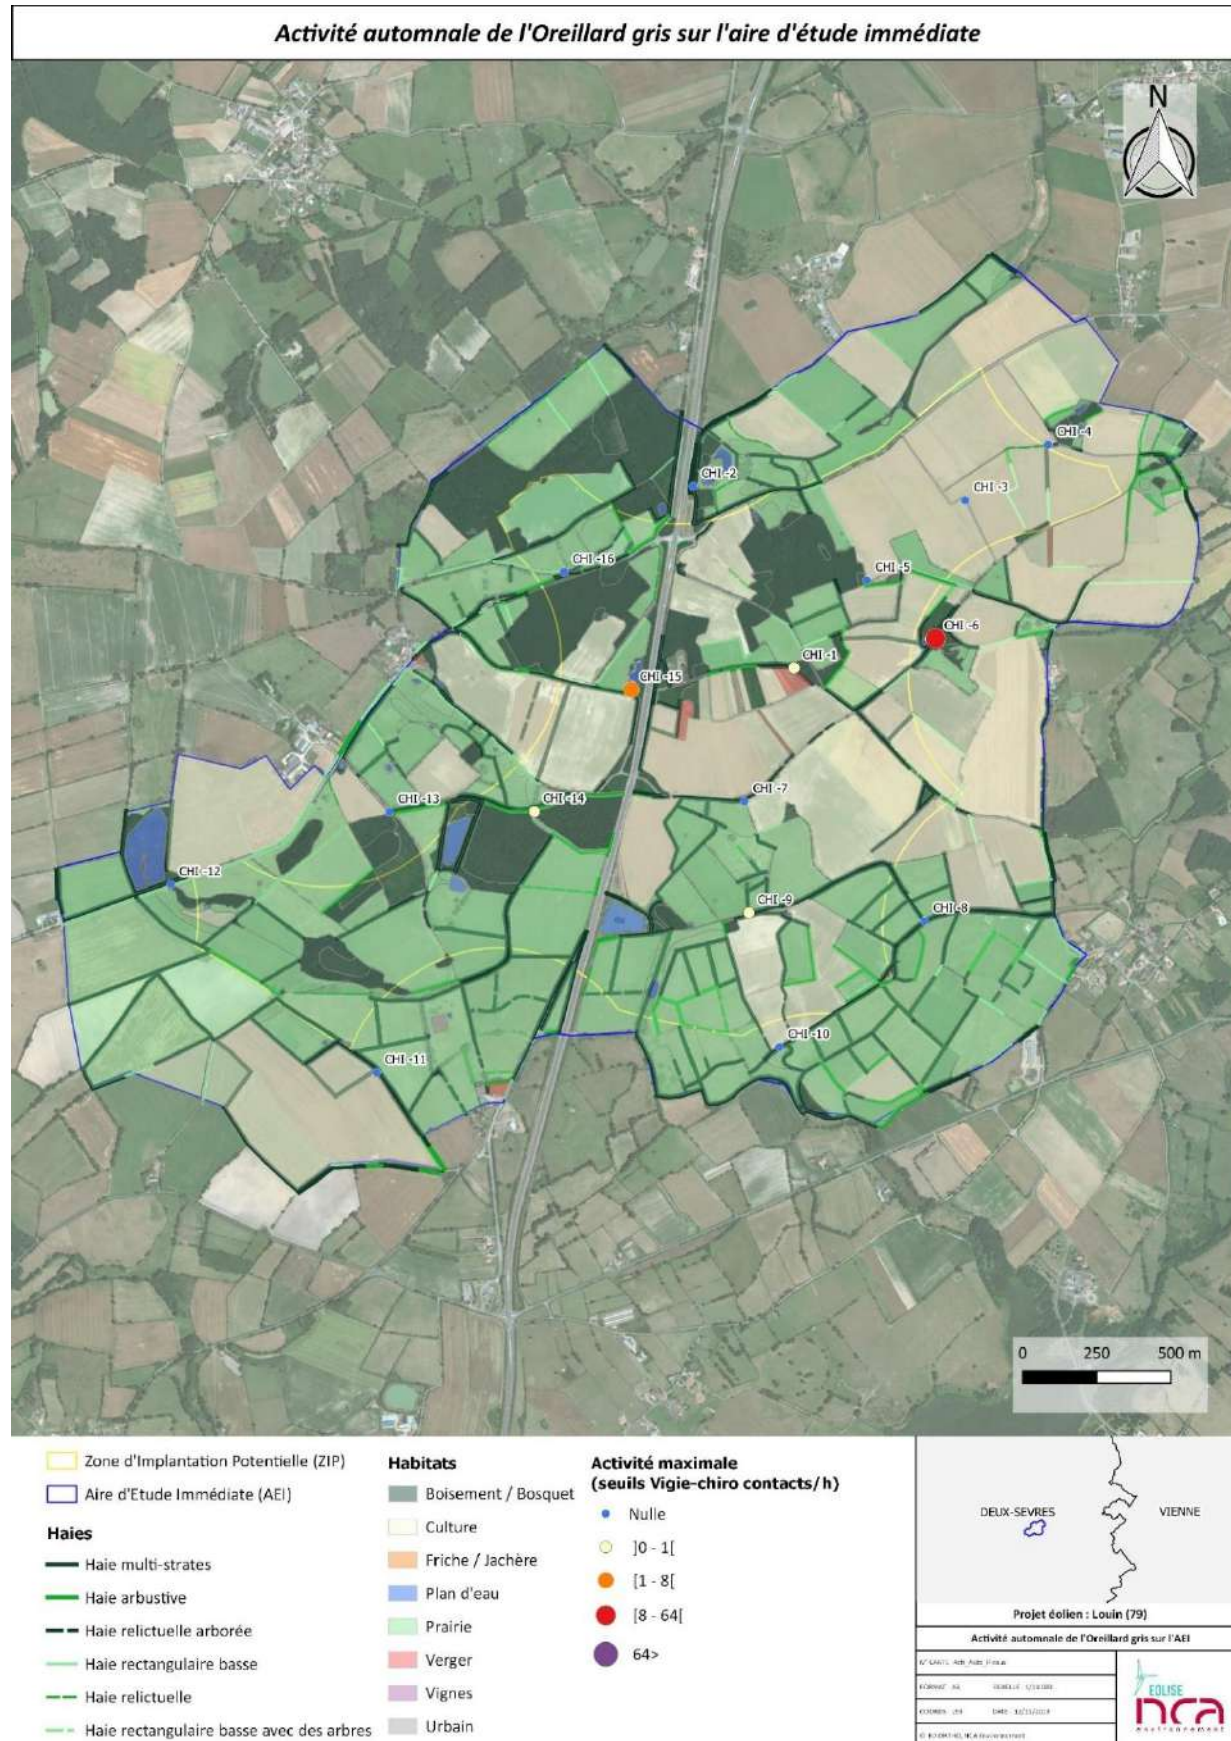 Activité automnale de l'Oreillard gris sur l'aire d'étude immédiate
N
CHI -4
CHI -2
CHI -3
CHI -16
CHI -5
CHI -6
CHI -1
CHI -15
CHI -7
CHI -13
CHI -14
CHI -12
CHI -9
CHI -8
CHI -10
CHI -11
0 250 500 m
Zone d'Implantation Potentielle (ZIP)
Aire d'Etude Immédiate (AEI)
Haies
Haie multi-strates
Haie arbustive
Haie relictuelle arborée
Haie rectangulaire basse
Haie relictuelle
Haie rectangulaire basse avec des arbres
Habitats
Boisement / Bosquet
Culture
Friche / Jachère
Plan d'eau
Prairie
Verger
Vignes
Urbain
Activité maximale
(seuils Vigie-chiro contacts/h)
Nulle
]0 - 1[
[1 - 8[
[8 - 64[
64>
DEUX-SEVRES
VIENNE
Projet éolien : Louin (79)
Activité automnale de l'Oreillard gris sur l'AEI
EOLISE
nca
environnement